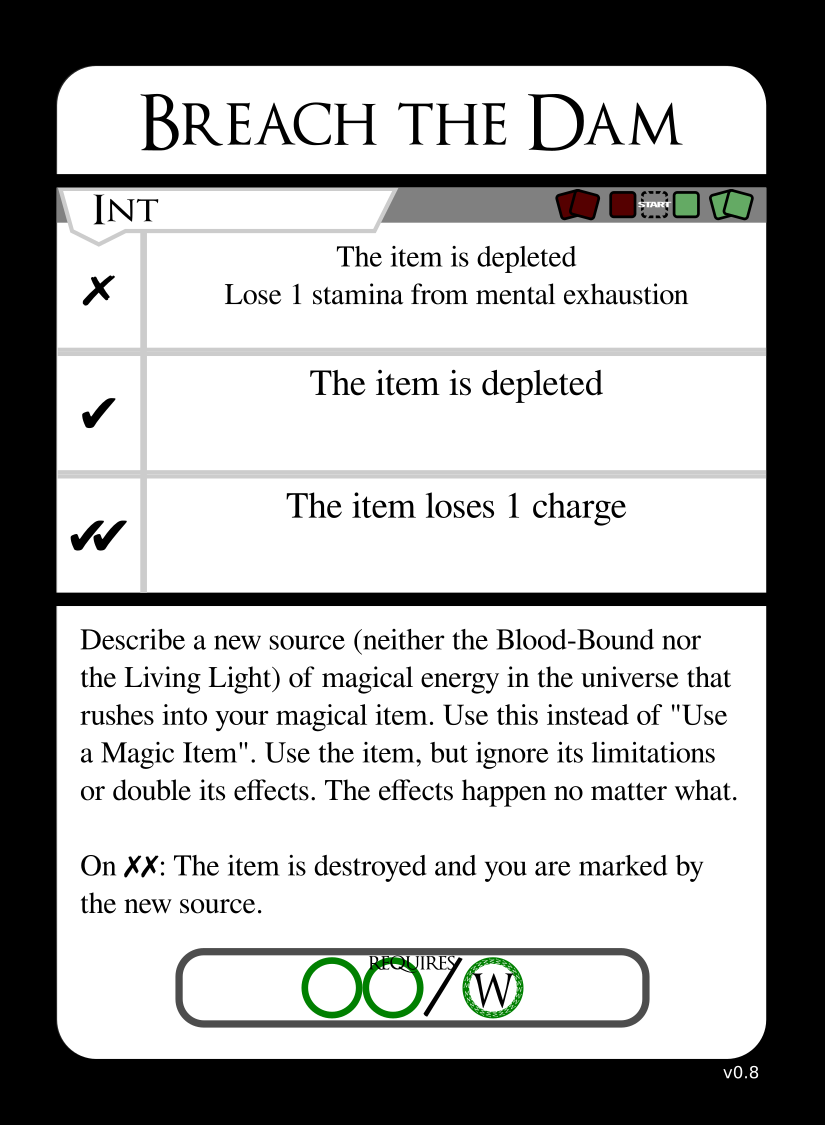 Breach the Dam
Int
START
✗
The item is depleted
Lose 1 stamina from mental exhaustion
✔
The item is depleted
✔✔
The item loses 1 charge
Describe a new source (neither the Blood-Bound nor
the Living Light) of magical energy in the universe that
rushes into your magical item. Use this instead of "Use
a Magic Item". Use the item, but ignore its limitations
or double its effects. The effects happen no matter what.
On ✗✗: The item is destroyed and you are marked by
the new source.
REQUIRES
/ W
v0.8